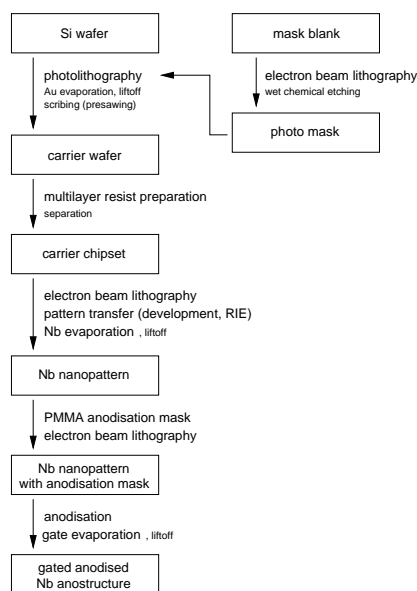 Si wafer
mask blank
photolithography
Au evaporation, liftoff
scribing (presawing)
electron beam lithography
wet chemical etching
photo mask
carrier wafer
multilayer resist preparation
separation
carrier chipset
electron beam lithography
pattern transfer (development, RIE)
Nb evaporation , liftoff
Nb nanopattern
PMMA anodisation mask
electron beam lithography
Nb nanopattern
with anodisation mask
anodisation
gate evaporation , liftoff
gated anodised
Nb anostructure